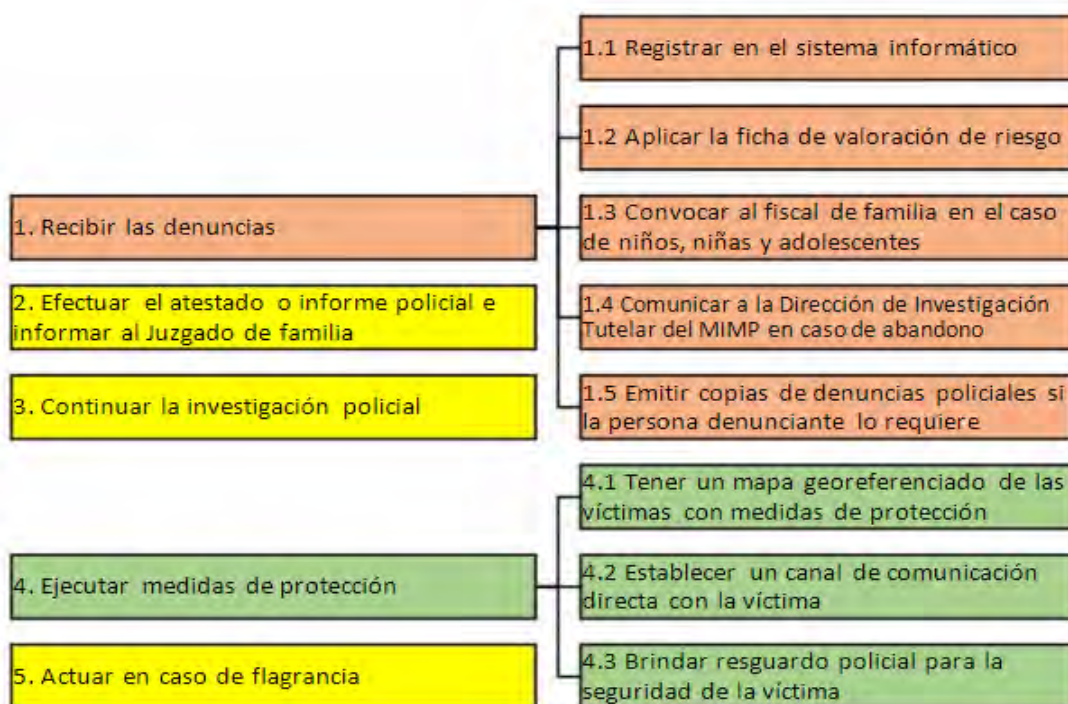 1. Recibir las denuncias
1.1 Registrar en el sistema informático
1.2 Aplicar la ficha de valoración de riesgo
1.3 Convocar al fiscal de familia en el caso
de niños, niñas y adolescentes
1.4 Comunicar a la Dirección de Investigación
Tutelar del MIMP en caso de abandono
1.5 Emitir copias de denuncias policiales si
la persona denunciante lo requiere
2. Efectuar el atestado o informe policial e
informar al Juzgado de familia
3. Continuar la investigación policial
4. Ejecutar medidas de protección
4.1 Tener un mapa georeferenciado de las
víctimas con medidas de protección
4.2 Establecer un canal de comunicación
directa con la víctima
4.3 Brindar resguardo policial para la
seguridad de la víctima
5. Actuar en caso de flagrancia